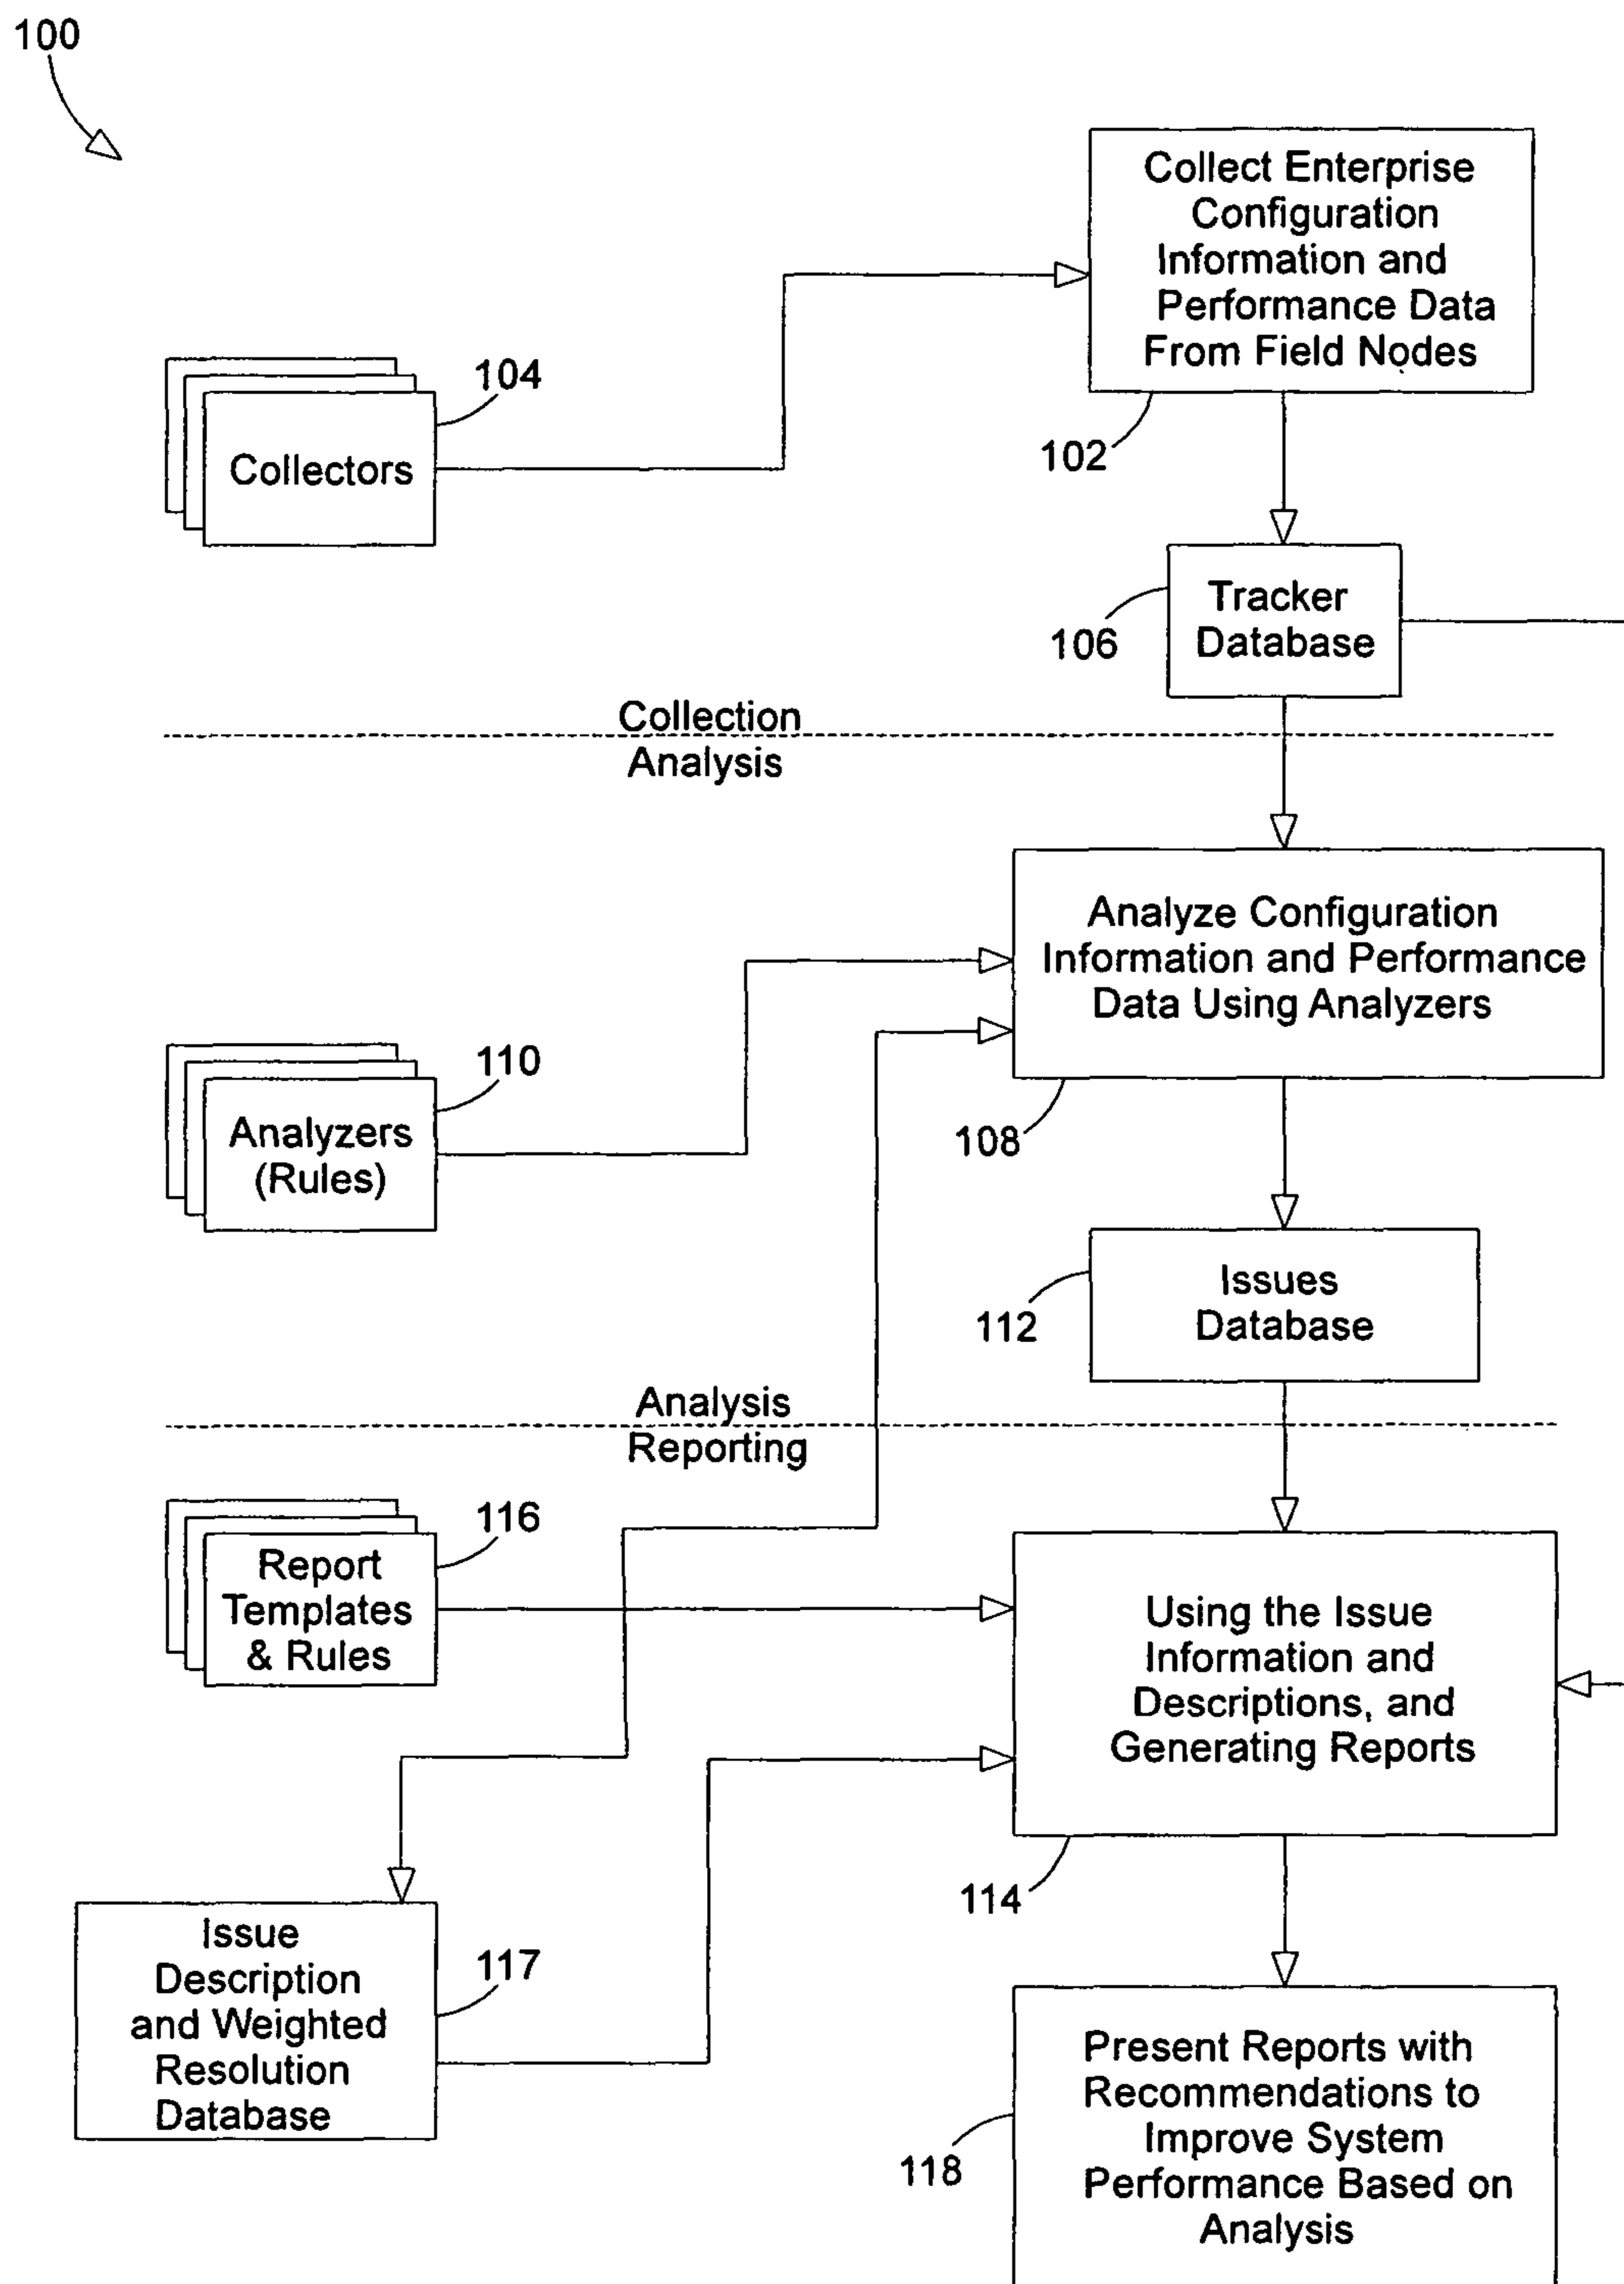 100
Collect Enterprise
Configuration
Information and
Performance Data
From Field Nodes
102
104
Collectors
Tracker
Database
106
Collection
Analysis
Analyze Configuration
Information and Performance
Data Using Analyzers
108
110
Analyzers
(Rules)
Issues
Database
112
Analysis
Reporting
116
Report
Templates
& Rules
Using the Issue
Information and
Descriptions, and
Generating Reports
114
Issue
Description
and Weighted
Resolution
Database
117
Present Reports with
Recommendations to
Improve System
Performance Based on
Analysis
118